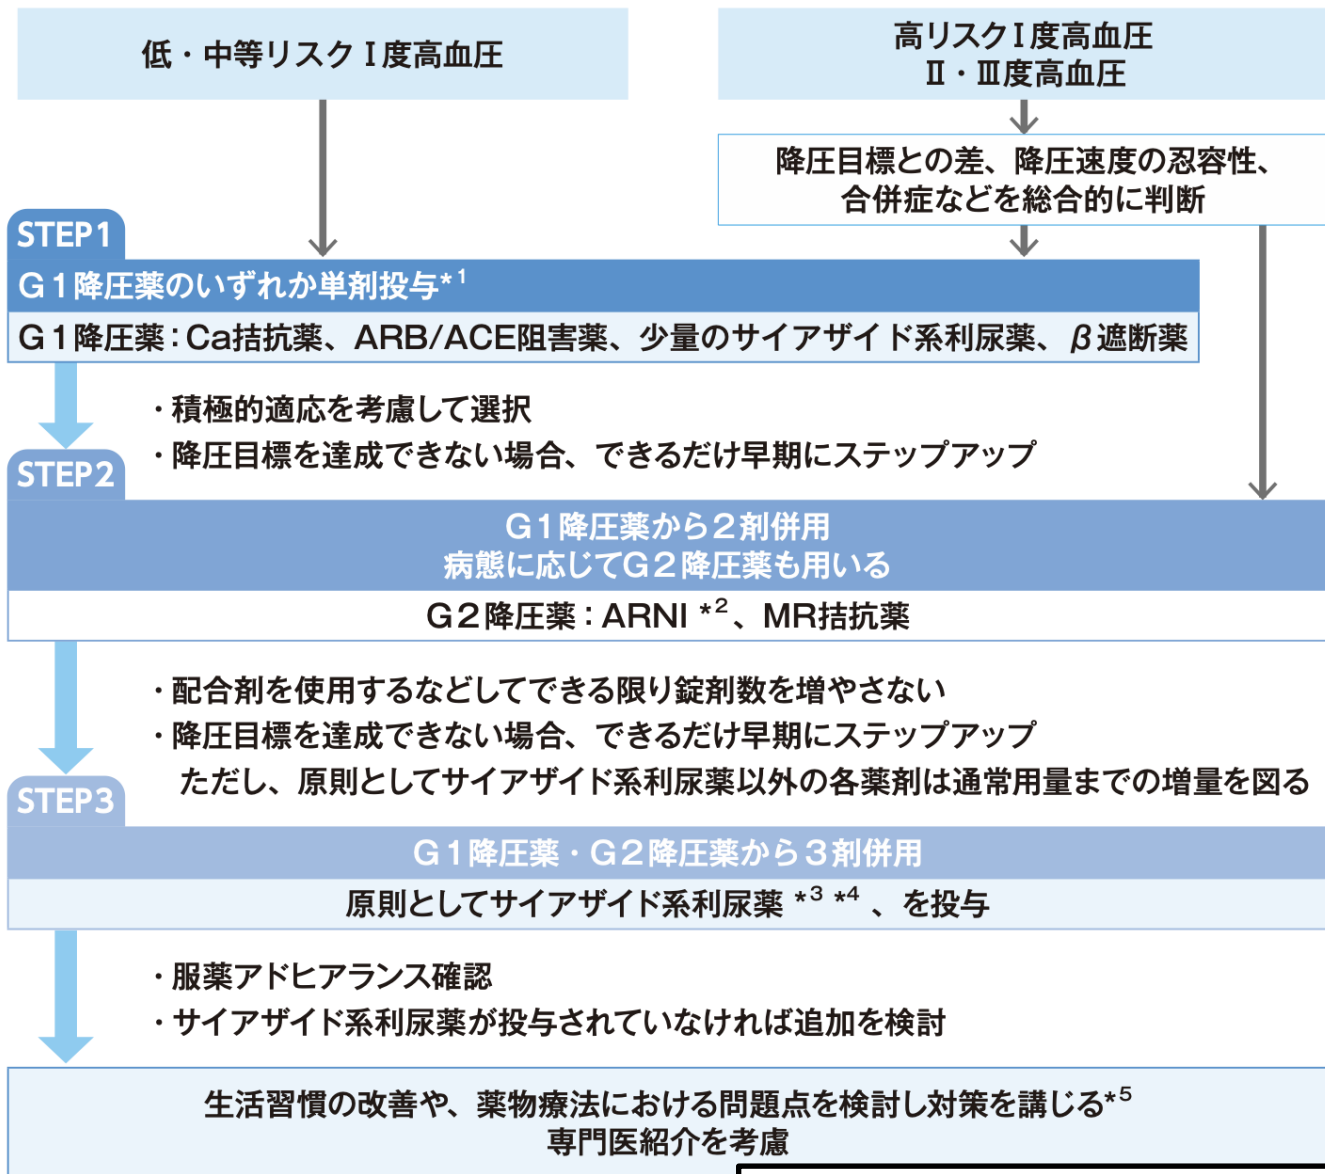 低・中等リスクⅠ度高血圧
高リスクⅠ度高血圧
Ⅱ・Ⅲ度高血圧
降圧目標との差、降圧速度の忍容性、
合併症などを総合的に判断
STEP1
G1降圧薬のいずれか単剤投与*1
G1降圧薬：Ca拮抗薬、ARB/ACE阻害薬、少量のサイアザイド系利尿薬、β遮断薬
・積極的適応を考慮して選択
・降圧目標を達成できない場合、できるだけ早期にステップアップ
STEP2
G1降圧薬から2剤併用
病態に応じてG2降圧薬も用いる
G2降圧薬：ARNI *2、MR拮抗薬
・配合剤を使用するなどしてできる限り錠剤数を増やさない
・降圧目標を達成できない場合、できるだけ早期にステップアップ
ただし、原則としてサイアザイド系利尿薬以外の各薬剤は通常用量までの増量を図る
STEP3
G1降圧薬・G2降圧薬から3剤併用
原則としてサイアザイド系利尿薬 *3 *4 、を投与
・服薬アドヒアランス確認
・サイアザイド系利尿薬が投与されていなければ追加を検討
生活習慣の改善や、薬物療法における問題点を検討し対策を講じる*5
専門医紹介を考慮